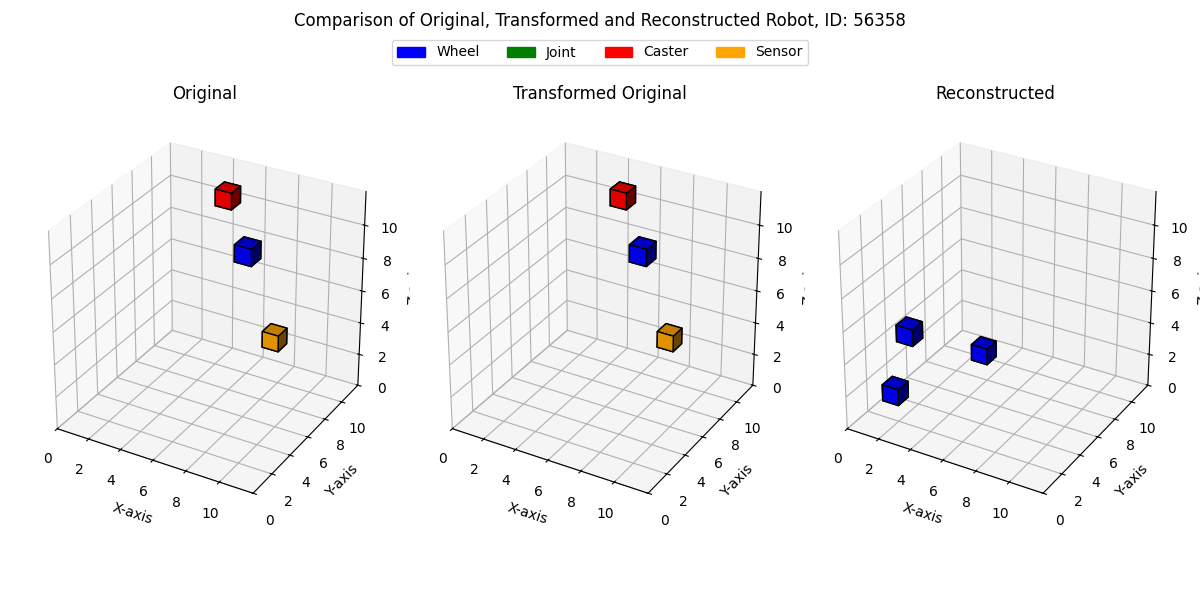 Comparison of Original, Transformed and Reconstructed Robot, ID: 56358
Wheel Joint Caster Sensor
Original Transformed Original Reconstructed
10 10 10
8 8 8
6 6 6
4 4 4
2 2 2
0 0 0
10 10 10
8 8 8
6 6 6
4 4 4
2 2 2
0 0 0
0 2 4 6 8 10 0 2 4 6 8 10 0 2 4 6 8 10
X-axis Y-axis X-axis Y-axis X-axis Y-axis